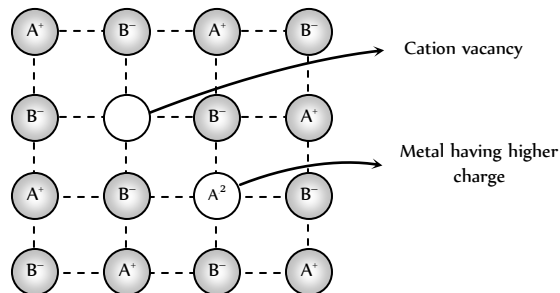 A⁺ B⁻ A⁺ B⁻
Cation vacancy
B⁻ B⁻ A⁺
Metal having higher
charge
A⁺ B⁻ A² B⁻
B⁻ A⁺ B⁻ A⁺